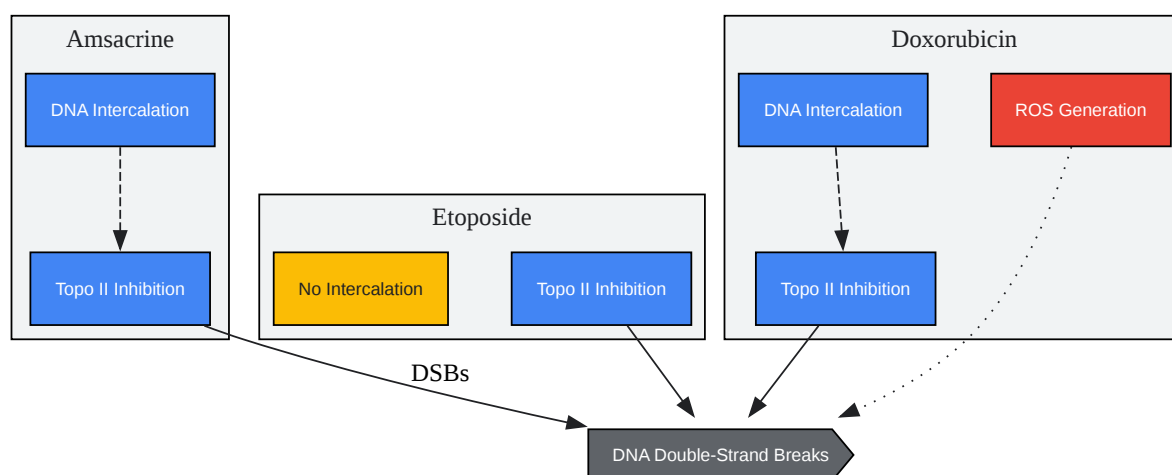 Amsacrine
DNA Intercalation
Topo II Inhibition
Etoposide
No Intercalation
Topo II Inhibition
Doxorubicin
DNA Intercalation
ROS Generation
Topo II Inhibition
DSBs
DNA Double-Strand Breaks